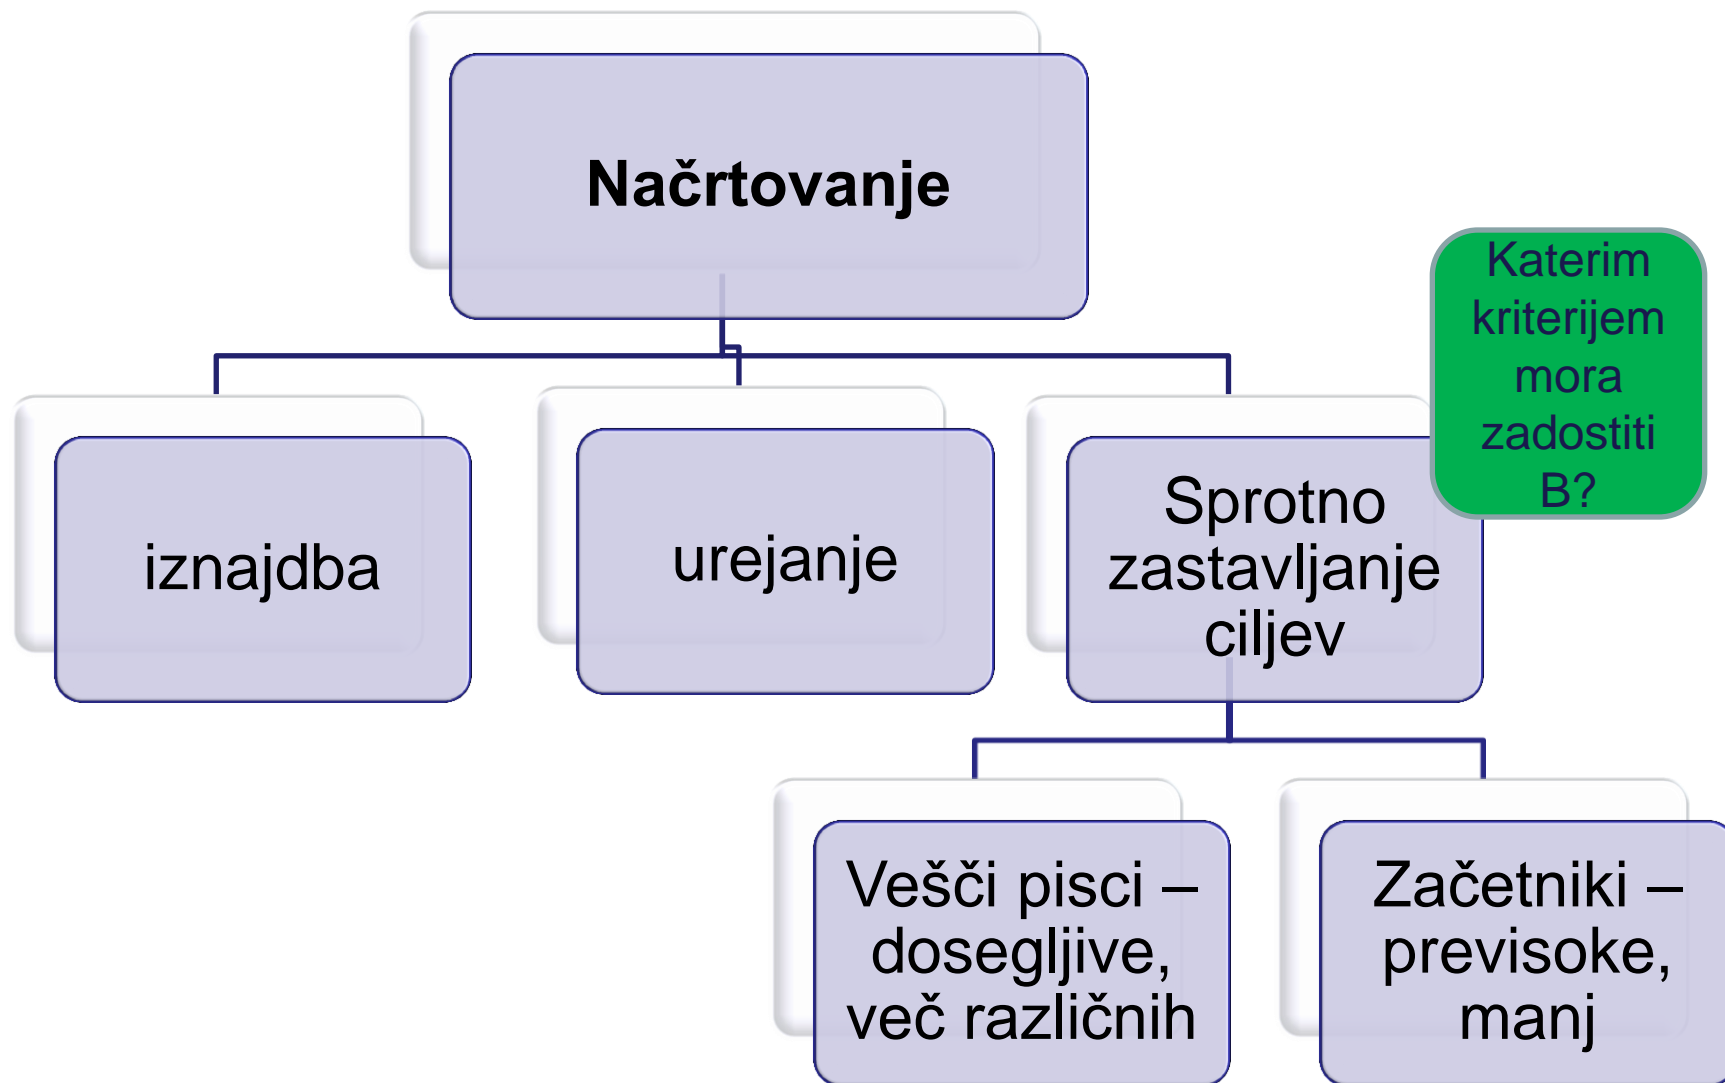 Načrtovanje
Katerim
kriterijem
mora
zadostiti
B?
iznajdba
urejanje
Sprotno
zastavljanje
ciljev
Vešči pisci –
dosegljive,
več različnih
Začetniki –
previsoke,
manj